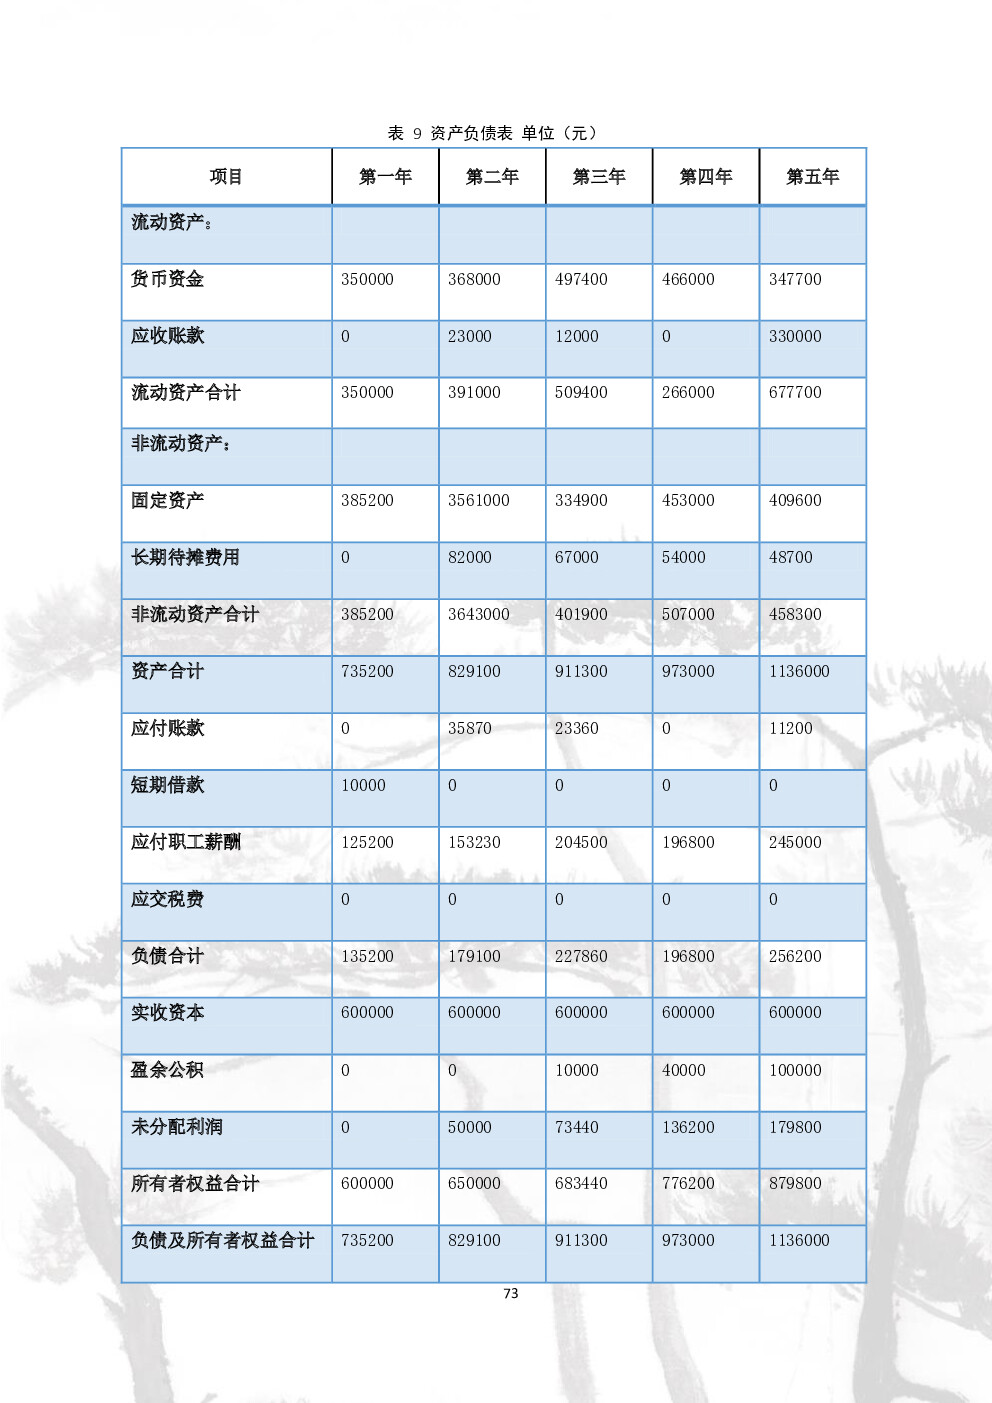 表 9 资产负债表 单位（元）
项目 第一年 第二年 第三年 第四年 第五年
流动资产：
货币资金 350000 368000 497400 466000 347700
应收账款 0 23000 12000 0 330000
流动资产合计 350000 391000 509400 266000 677700
非流动资产：
固定资产 385200 3561000 334900 453000 409600
长期待摊费用 0 82000 67000 54000 48700
非流动资产合计 385200 3643000 401900 507000 458300
资产合计 735200 829100 911300 973000 1136000
应付账款 0 35870 23360 0 11200
短期借款 10000 0 0 0 0
应付职工薪酬 125200 153230 204500 196800 245000
应交税费 0 0 0 0 0
负债合计 135200 179100 227860 196800 256200
实收资本 600000 600000 600000 600000 600000
盈余公积 0 0 10000 40000 100000
未分配利润 0 50000 73440 136200 179800
所有者权益合计 600000 650000 683440 776200 879800
负债及所有者权益合计 735200 829100 911300 973000 1136000
73